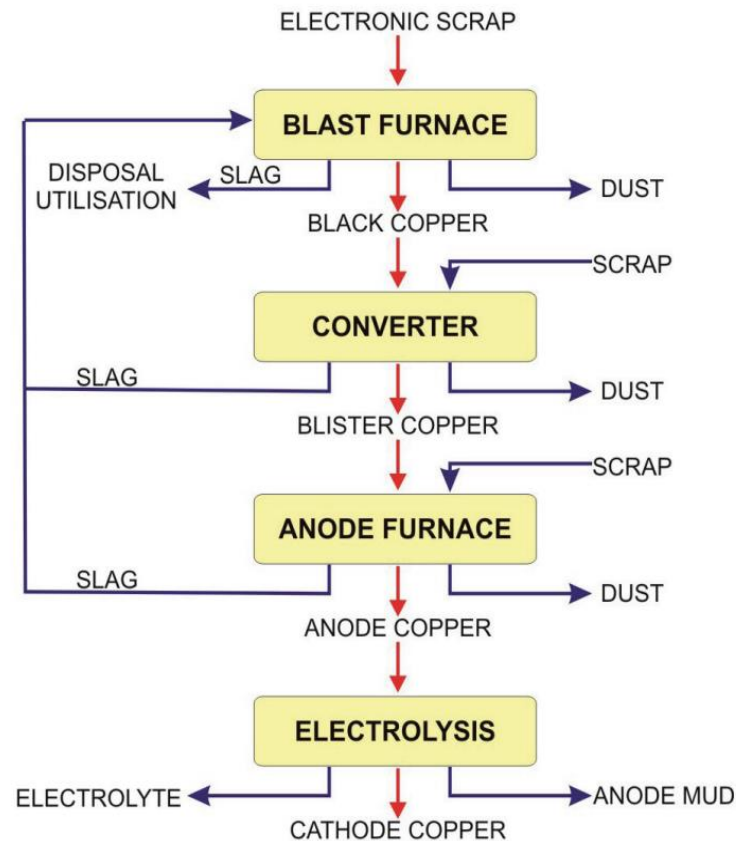 ELECTRONIC SCRAP
BLAST FURNACE
DISPOSAL
UTILISATION
SLAG
DUST
BLACK COPPER
SCRAP
CONVERTER
SLAG
DUST
BLISTER COPPER
SCRAP
ANODE FURNACE
SLAG
DUST
ANODE COPPER
ELECTROLYSIS
ELECTROLYTE
ANODE MUD
CATHODE COPPER